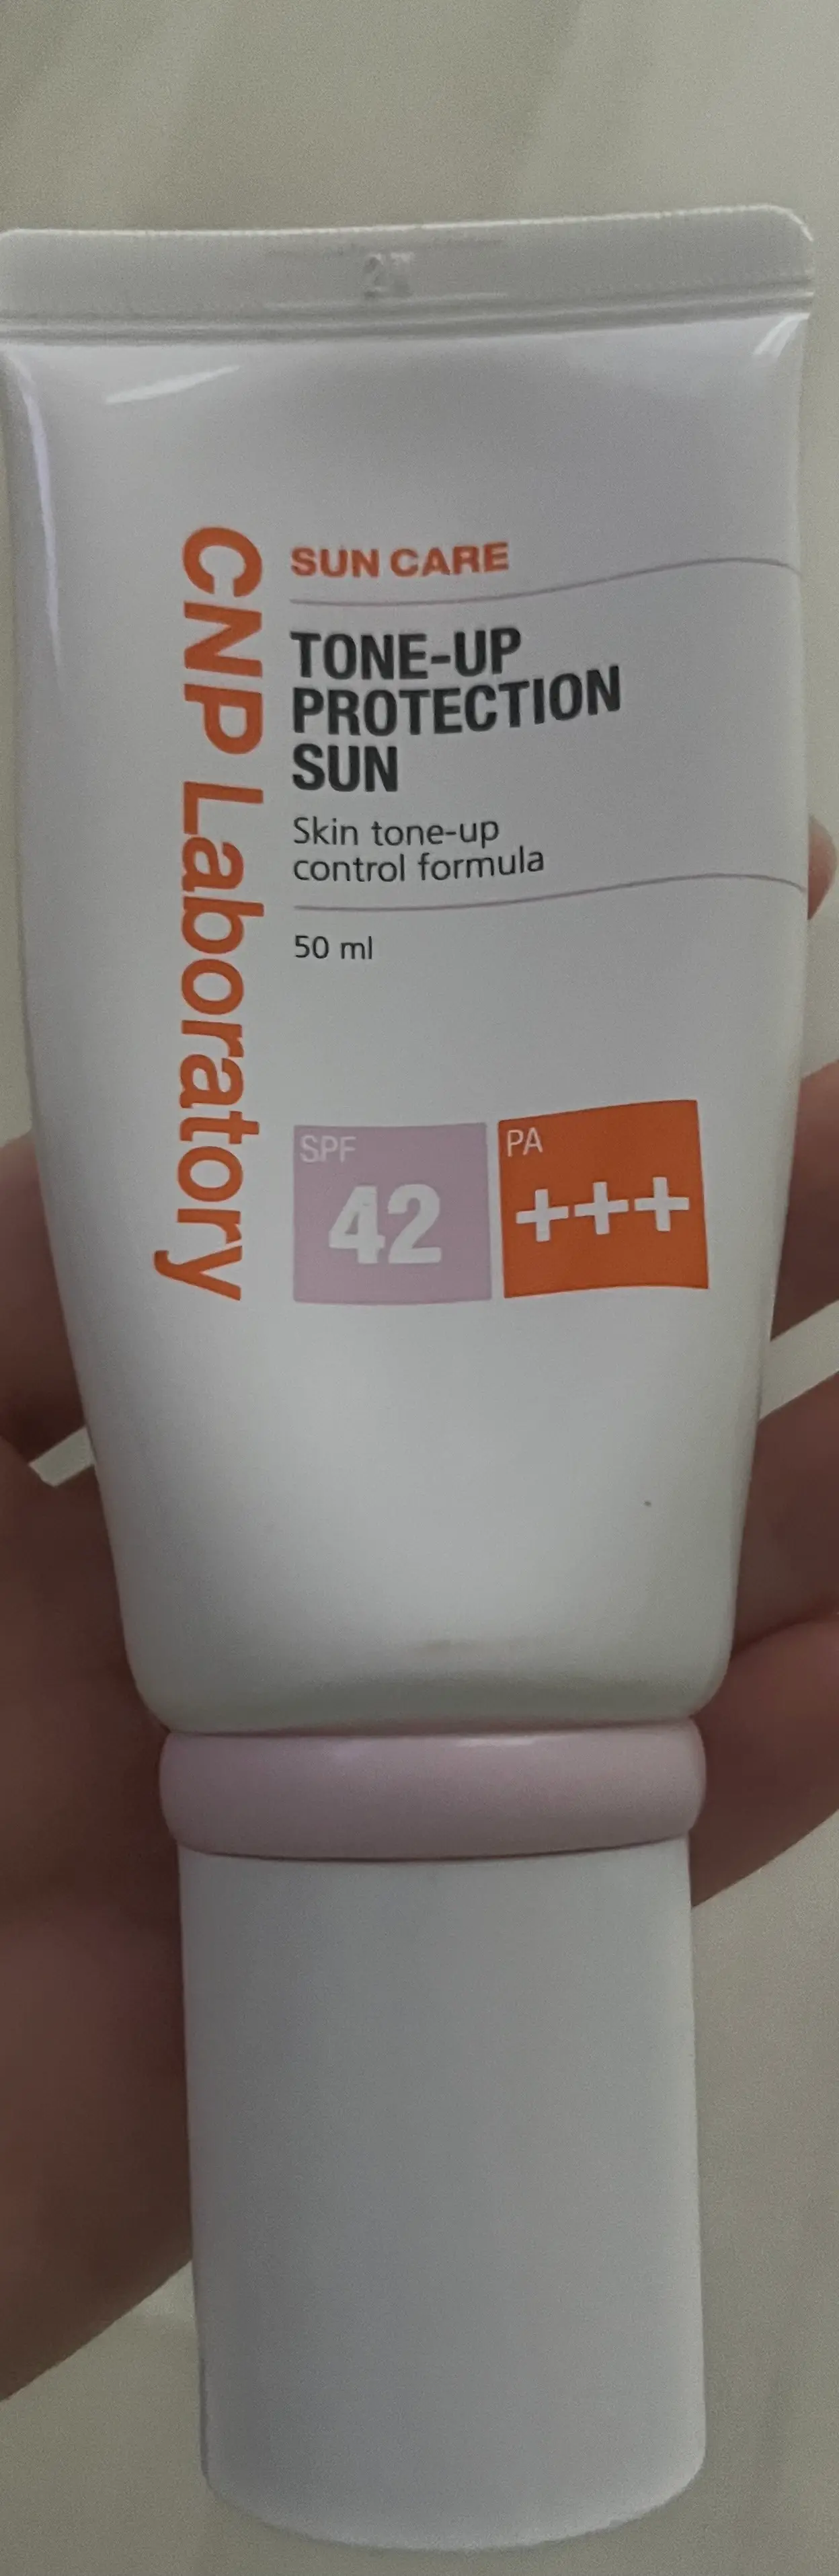 CNP Laboratory
SUN CARE
TONE-UP
PROTECTION
SUN
Skin tone-up
control formula
50 ml
SPF
42
PA
+++